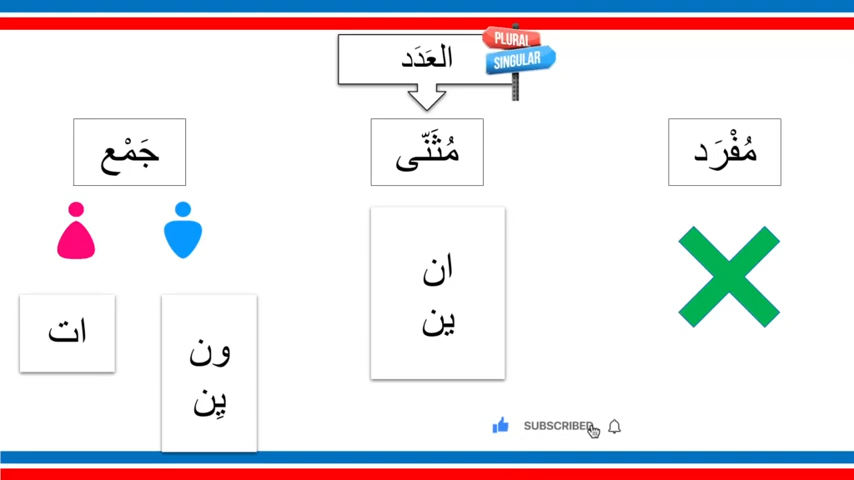 العَدَد
PLURAL
SINGULAR
مُفْرَد
مُثَنّى
جَمْع
ان
ين
ون
يِن
ات
SUBSCRIBED